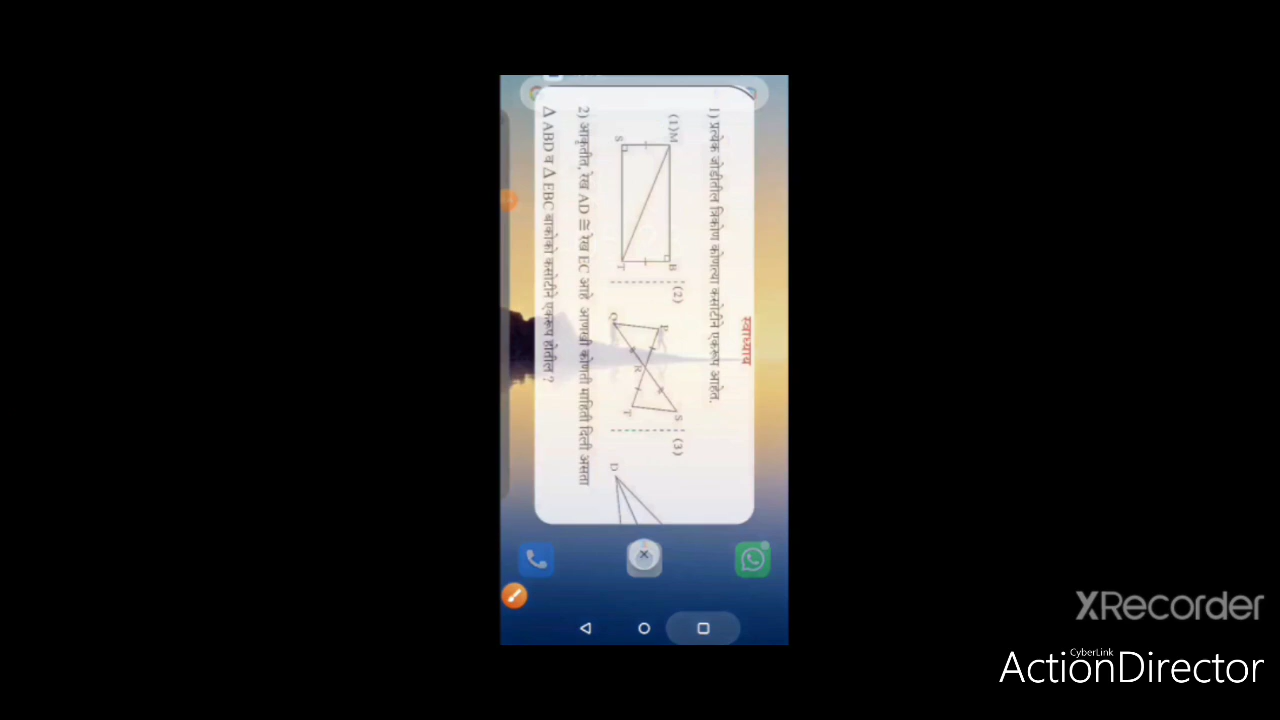 स्वाध्याय
1) प्रत्येक जोडीतील त्रिकोण कोणत्या कसोटीने एकरूप आहेत.
(1) M B S T
(2) P Q R S T
(3) D
2) आकृतीत, रेख AD ≅ रेख EC आहे आणखी कोणती माहिती दिली असता
Δ ABD व Δ EBC बाकोको कसोटीने एकरूप होतील ?
XRecorder
CyberLink
ActionDirector